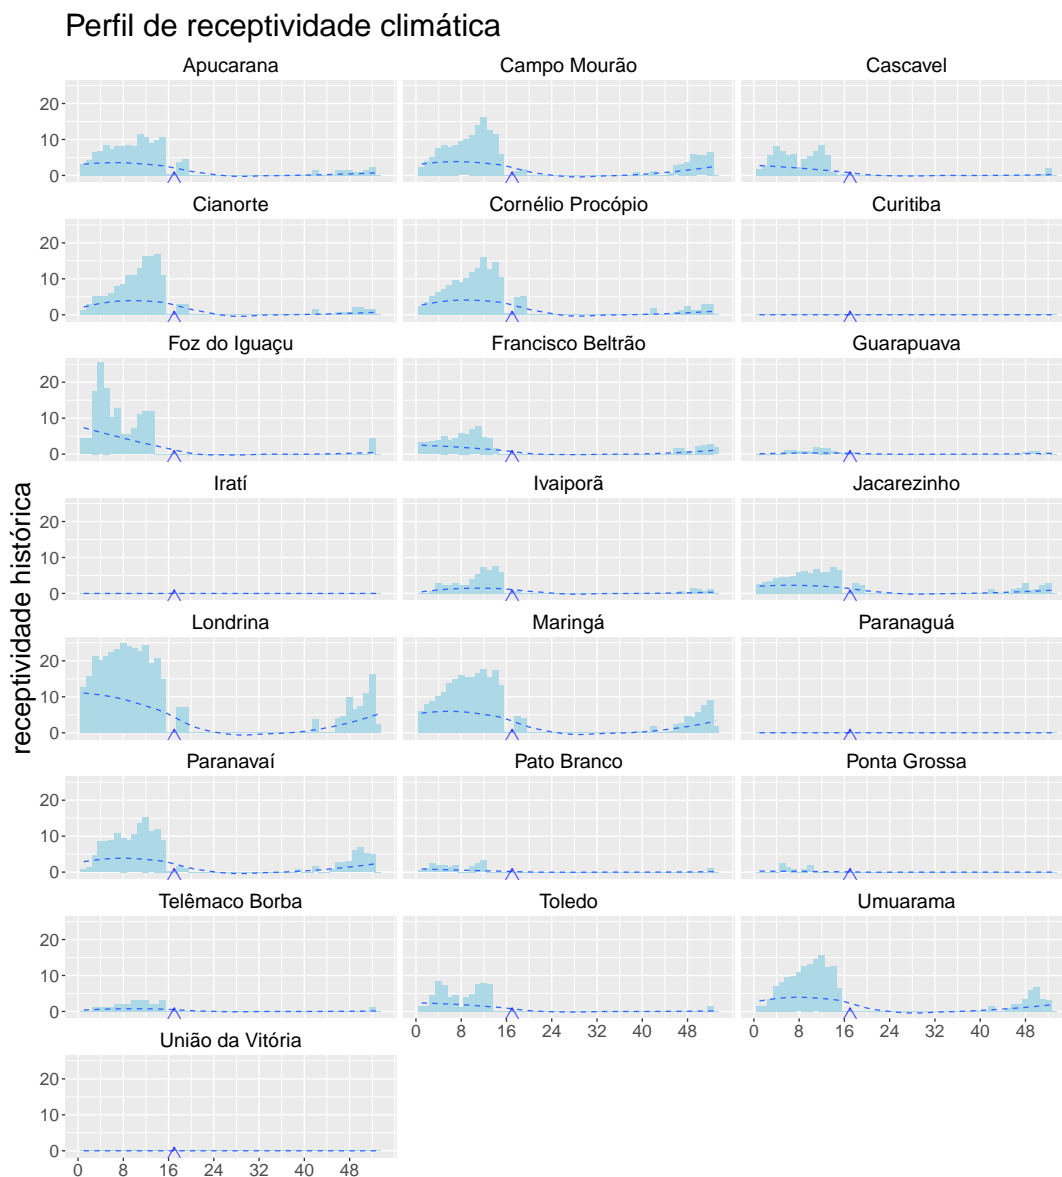 Perfil de receptividade climática
Apucarana Campo Mourão Cascavel
20
10
0
Cianorte Cornélio Procópio Curitiba
20
10
0
Foz do Iguaçu Francisco Beltrão Guarapuava
20
10
0
Iratí Ivaiporã Jacarezinho
20
10
0
receptividade histórica
Londrina Maringá Paranaguá
20
10
0
Paranavaí Pato Branco Ponta Grossa
20
10
0
Telêmaco Borba Toledo Umuarama
20
10
0
0 8 16 24 32 40 48 0 8 16 24 32 40 48
União da Vitória
20
10
0
0 8 16 24 32 40 48